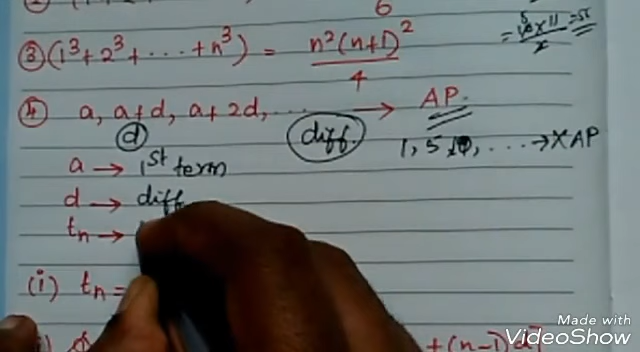 6
③ (1³+2³+ ... +n³) = n²(n+1)²
4
④ a, a+d, a+2d, ... → AP.
d
diff.
1, 5, 10, ... → X AP
a → 1st term
d → diff
tn →
(i) tn =
+ (n-1)d]
Made with
VideoShow